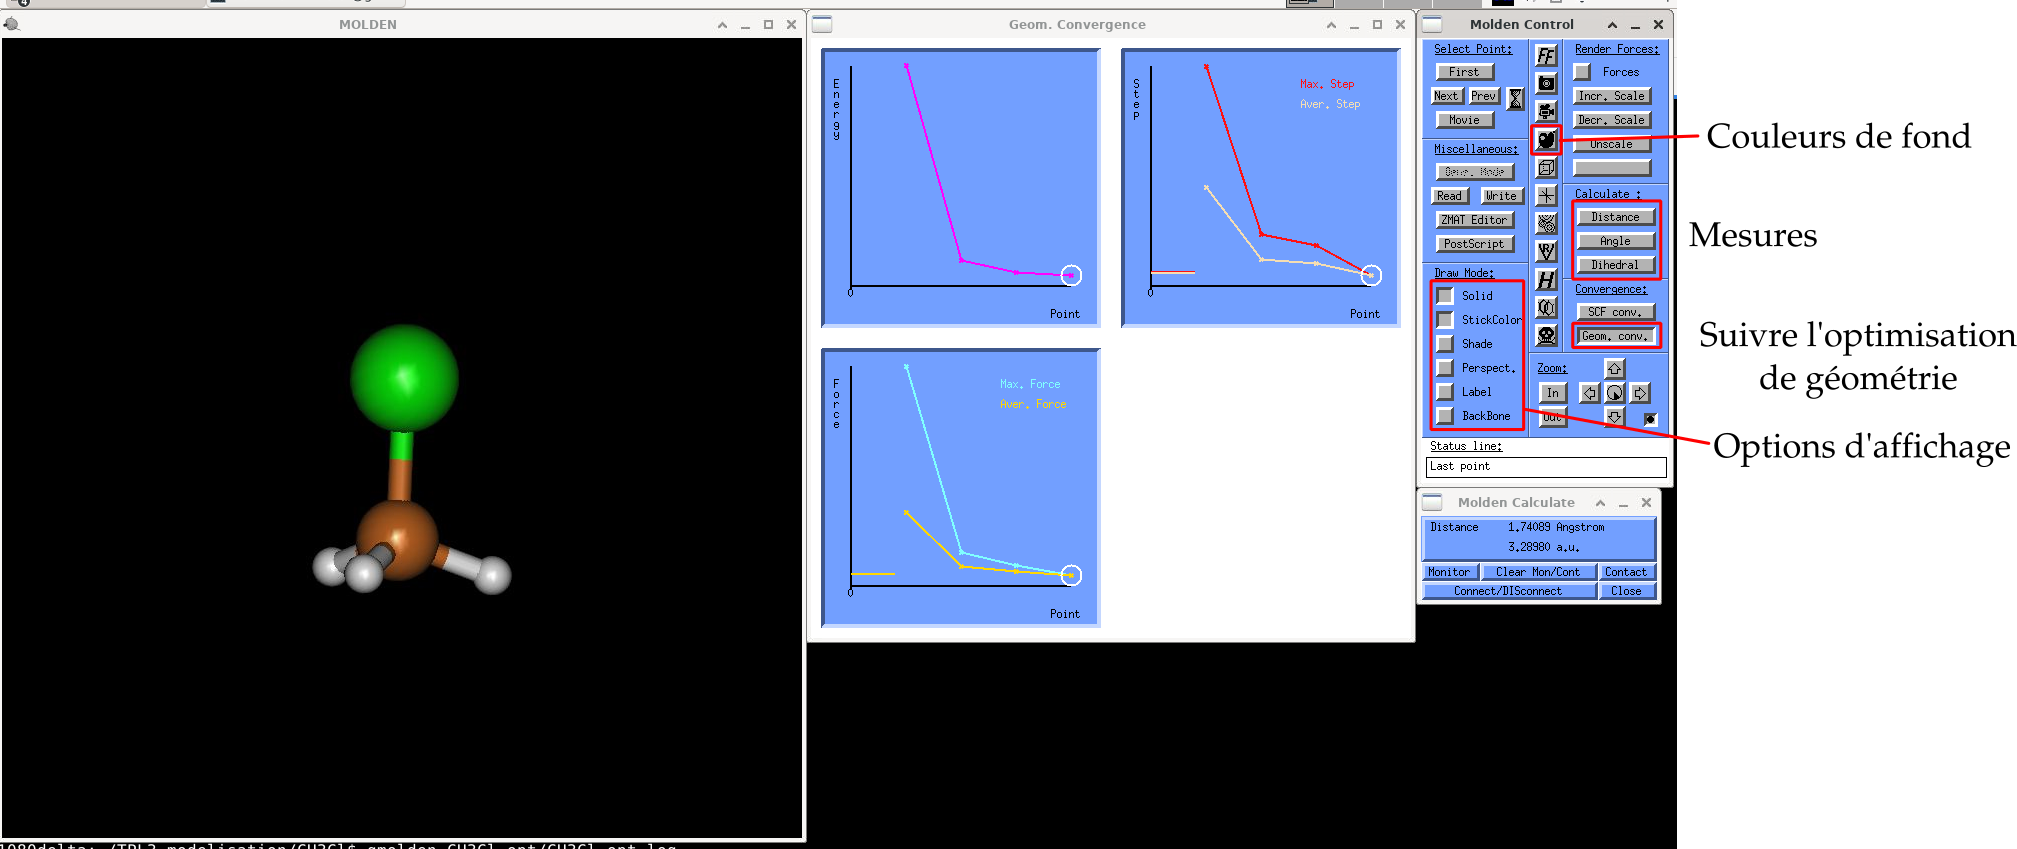 MOLDEN
Geom. Convergence
Energy
0
Point
Step
Max. Step
Aver. Step
0
Point
Force
Max. Force
Aver. Force
0
Point
Molden Control
Select Point:
First
Next Prev
Movie
Miscellaneous:
Read Write
ZMAT Editor
PostScript
Draw Mode:
Solid
StickColor
Shade
Perspect.
Label
BackBone
FF
H
Render Forces:
Forces
Incr. Scale
Decr. Scale
Unscale
Calculate :
Distance
Angle
Dihedral
Convergence:
SCF conv.
Geom. conv.
Zoom:
In
Out
Status line:
Last point
Molden Calculate
Distance 1.74089 Angstrom
3.28980 a.u.
Monitor Clear Mon/Cont Contact
Connect/DISconnect Close
Couleurs de fond
Mesures
Suivre l'optimisation
de géométrie
Options d'affichage